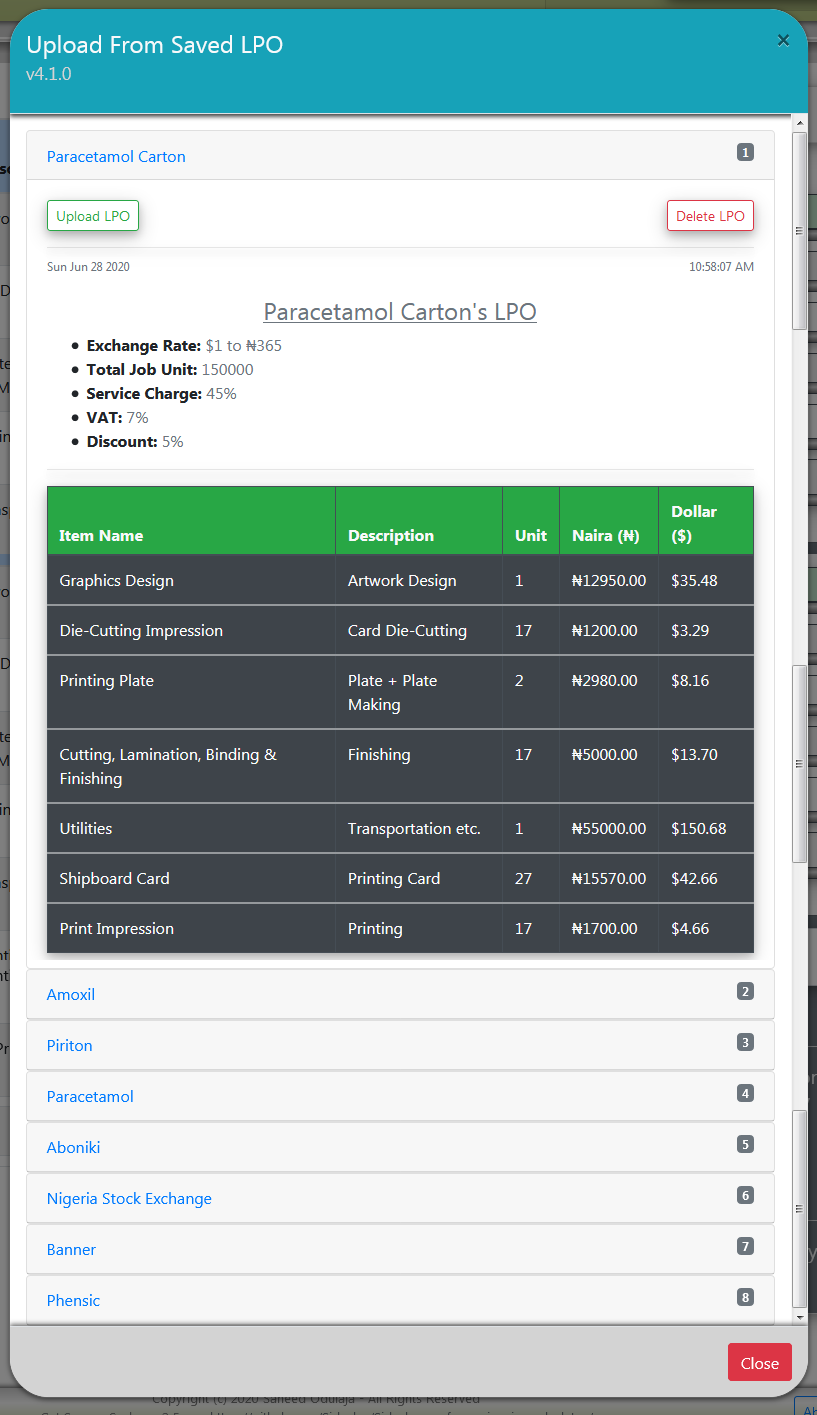 Upload From Saved LPO
×
v4.1.0
Paracetamol Carton 1
Upload LPO Delete LPO
Sun Jun 28 2020 10:58:07 AM
Paracetamol Carton's LPO
• Exchange Rate: $1 to ₦365
• Total Job Unit: 150000
• Service Charge: 45%
• VAT: 7%
• Discount: 5%
Item Name Description Unit Naira (₦) Dollar ($)
Graphics Design Artwork Design 1 ₦12950.00 $35.48
Die-Cutting Impression Card Die-Cutting 17 ₦1200.00 $3.29
Printing Plate Plate + Plate Making 2 ₦2980.00 $8.16
Cutting, Lamination, Binding & Finishing Finishing 17 ₦5000.00 $13.70
Utilities Transportation etc. 1 ₦55000.00 $150.68
Shipboard Card Printing Card 27 ₦15570.00 $42.66
Print Impression Printing 17 ₦1700.00 $4.66
Amoxil 2
Piriton 3
Paracetamol 4
Aboniki 5
Nigeria Stock Exchange 6
Banner 7
Phensic 8
Close
Copyright (c) 2020 Saheed Odulaja - All Rights Reserved